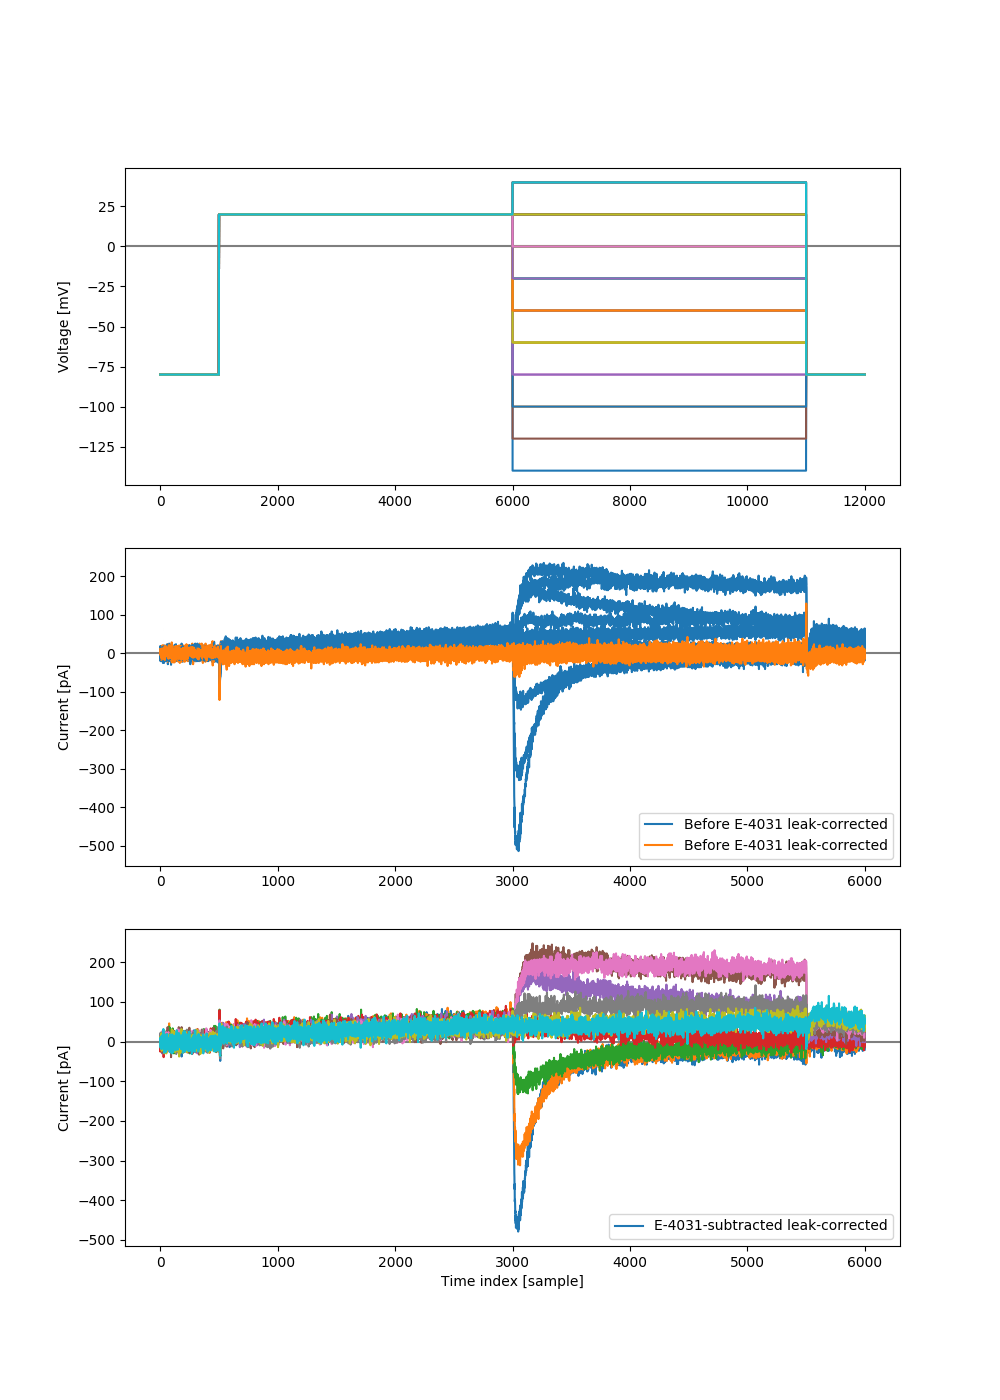 25
0
−25
−50
−75
−100
−125
Voltage [mV]
0 2000 4000 6000 8000 10000 12000
200
100
0
−100
−200
−300
−400
−500
Current [pA]
Before E-4031 leak-corrected
Before E-4031 leak-corrected
0 1000 2000 3000 4000 5000 6000
200
100
0
−100
−200
−300
−400
−500
Current [pA]
E-4031-subtracted leak-corrected
0 1000 2000 3000 4000 5000 6000
Time index [sample]